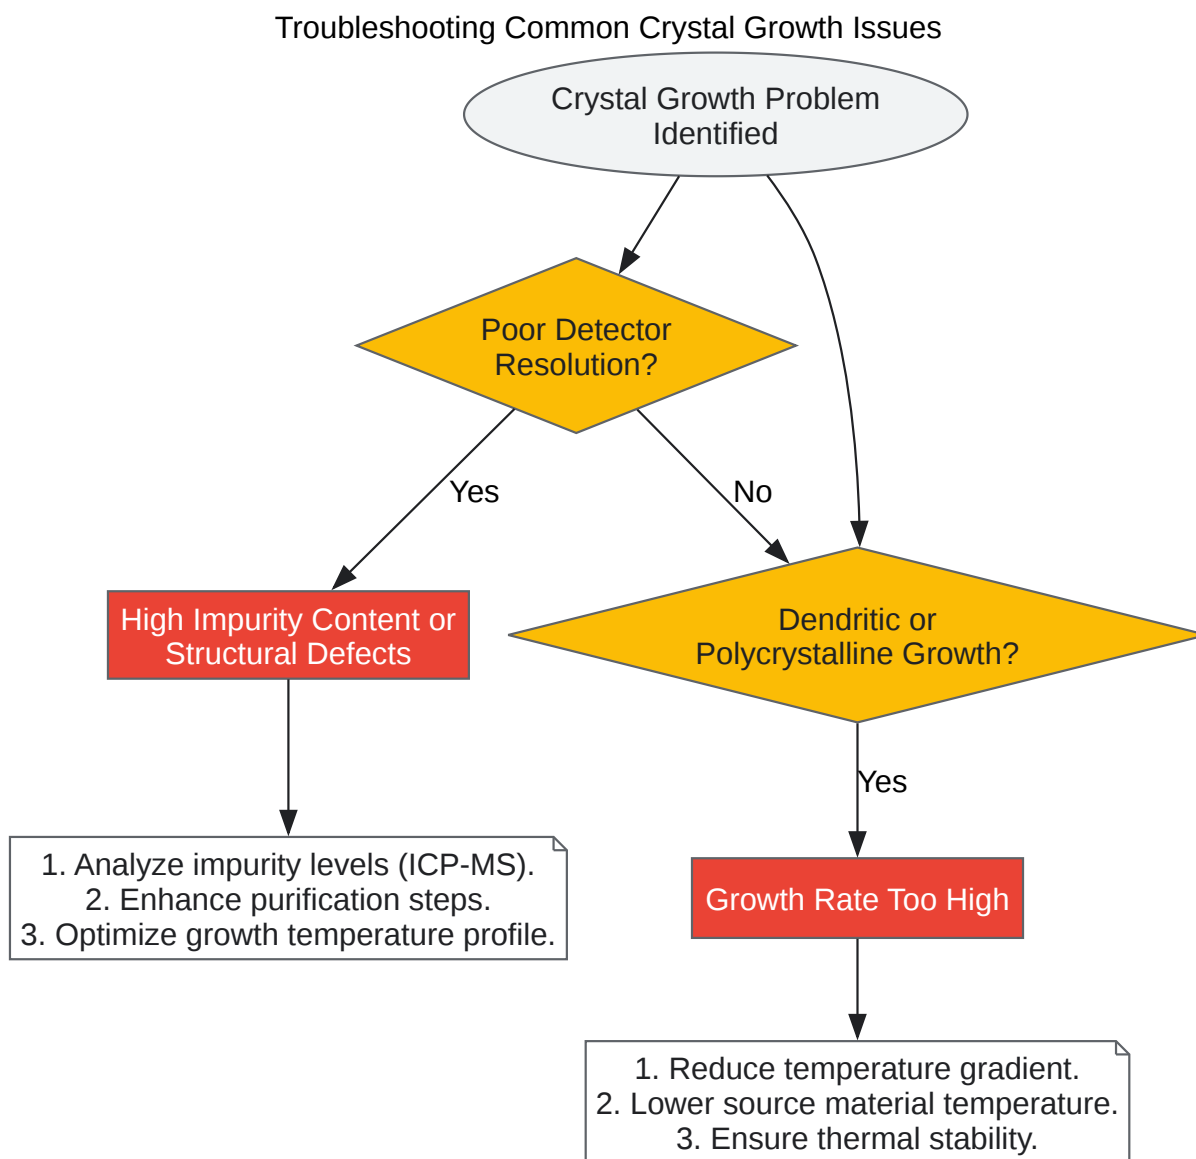 Troubleshooting Common Crystal Growth Issues
Crystal Growth Problem
Identified
Poor Detector
Resolution?
Yes
No
High Impurity Content or
Structural Defects
Dendritic or
Polycrystalline Growth?
Yes
1. Analyze impurity levels (ICP-MS).
2. Enhance purification steps.
3. Optimize growth temperature profile.
Growth Rate Too High
1. Reduce temperature gradient.
2. Lower source material temperature.
3. Ensure thermal stability.